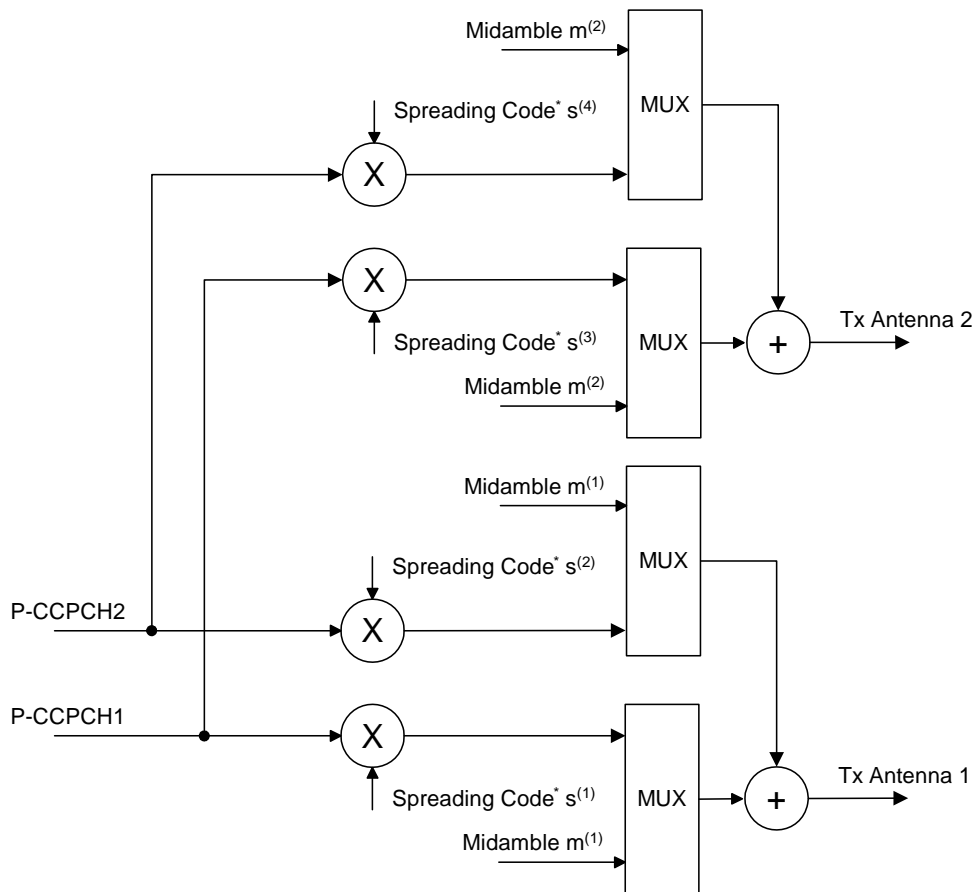 Midamble m(2)
MUX
Spreading Code* s(4)
X
X
Tx Antenna 2
Spreading Code* s(3)
MUX
+
Midamble m(2)
Midamble m(1)
MUX
Spreading Code* s(2)
P-CCPCH2
X
P-CCPCH1
X
Tx Antenna 1
Spreading Code* s(1)
MUX
+
Midamble m(1)